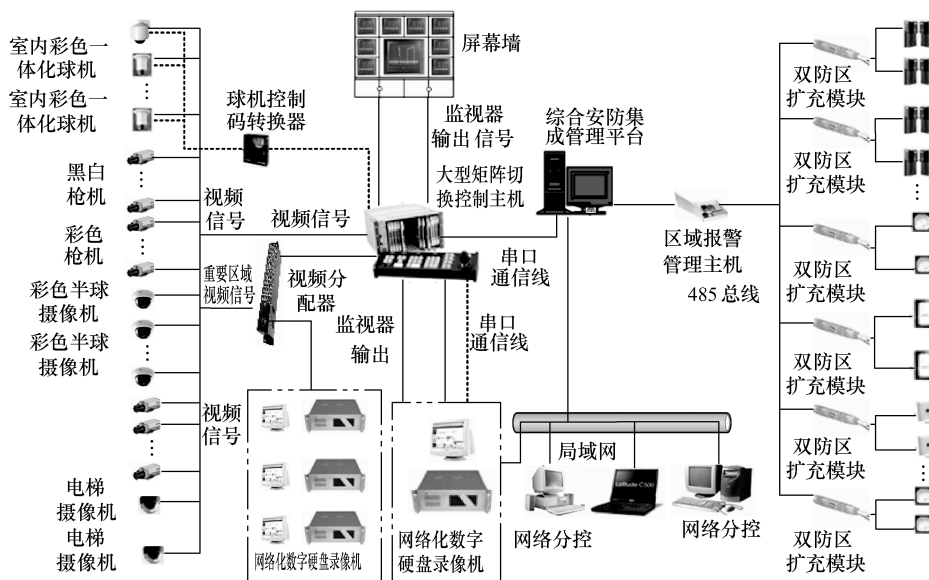 室内彩色一
体化球机
室内彩色一
体化球机
黑白
枪机
彩色
枪机
彩色半球
摄像机
彩色半球
摄像机
电梯
摄像机
电梯
摄像机
球机控制
码转换器
视频
信号
视频信号
重要区域
视频信号
视频分
配器
视频
信号
屏幕墙
监视器
输出信号
大型矩阵切
换控制主机
综合安防集
成管理平台
串口
通信线
串口
通信线
监视器
输出
网络化数字硬盘录像机
网络化数字
硬盘录像机
局域网
Latitude C500
网络分控
网络分控
区域报警
管理主机
485总线
双防区
扩充模块
双防区
扩充模块
双防区
扩充模块
双防区
扩充模块
双防区
扩充模块
双防区
扩充模块